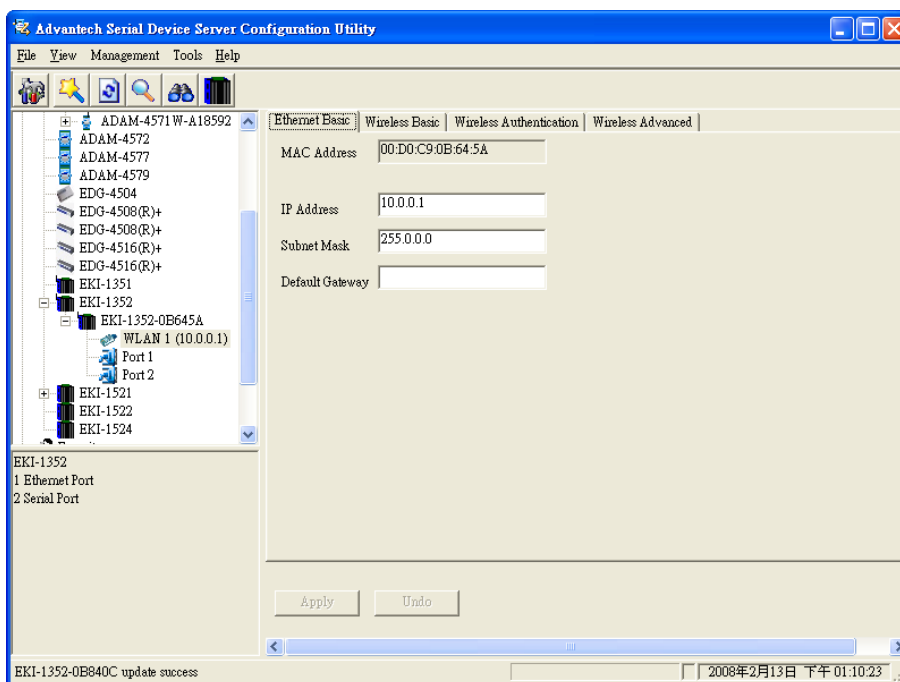 Advantech Serial Device Server Configuration Utility
File View Management Tools Help
ADAM-4571W-A18592
ADAM-4572
ADAM-4577
ADAM-4579
EDG-4504
EDG-4508(R)+
EDG-4508(R)+
EDG-4516(R)+
EDG-4516(R)+
EKI-1351
EKI-1352
EKI-1352-0B645A
WLAN 1 (10.0.0.1)
Port 1
Port 2
EKI-1521
EKI-1522
EKI-1524
EKI-1352
1 Ethernet Port
2 Serial Port
Ethernet Basic Wireless Basic Wireless Authentication Wireless Advanced
MAC Address 00:D0:C9:0B:64:5A
IP Address 10.0.0.1
Subnet Mask 255.0.0.0
Default Gateway
Apply Undo
EKI-1352-0B840C update success 2008年2月13日 下午 01:10:23